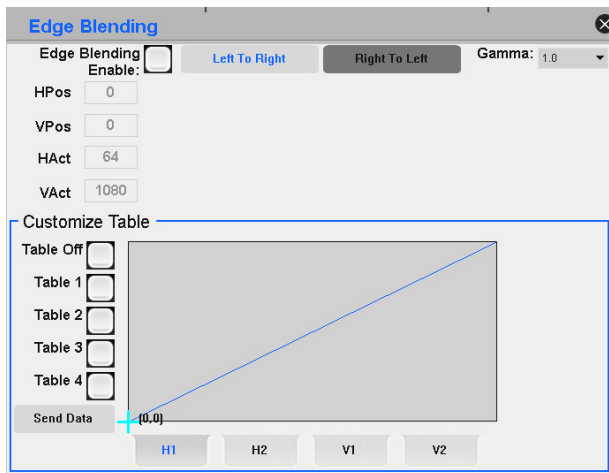 Edge Blending
Edge Blending Enable:
Left To Right
Right To Left
Gamma: 1.0
HPos 0
VPos 0
HAct 64
VAct 1080
Customize Table
Table Off
Table 1
Table 2
Table 3
Table 4
Send Data
(0,0)
H1 H2 V1 V2